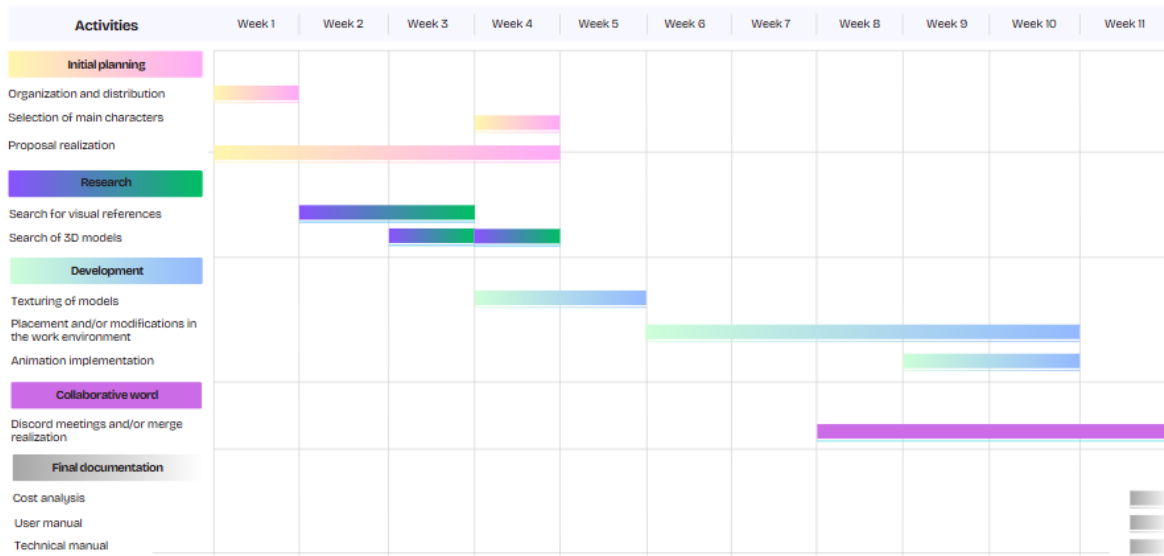 Activities Week 1 Week 2 Week 3 Week 4 Week 5 Week 6 Week 7 Week 8 Week 9 Week 10 Week 11
Initial planning
Organization and distribution
Selection of main characters
Proposal realization
Research
Search for visual references
Search of 3D models
Development
Texturing of models
Placement and/or modifications in
the work environment
Animation implementation
Collaborative word
Discord meetings and/or merge
realization
Final documentation
Cost analysis
User manual
Technical manual